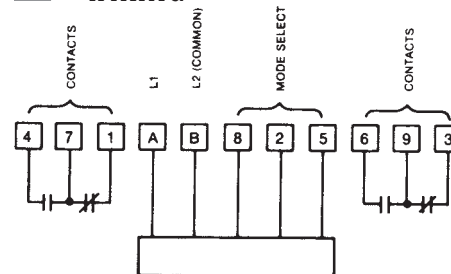 CONTACTS
L1
L2 (COMMON)
MODE SELECT
CONTACTS
4 7 1 A B 8 2 5 6 9 3